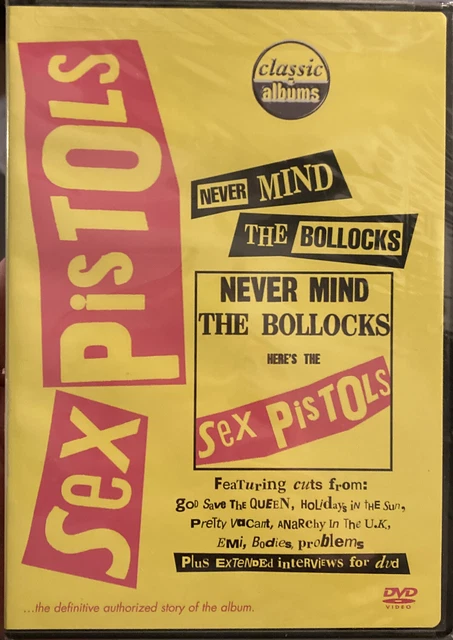 classic
albums
SEX PiSTOLS
NEVER MIND
THE BOLLOCKS
NEVER MIND
THE BOLLOCKS
HERE'S THE
SEX PiSTOLS
FeaTuring cuts from:
goD Save THE QUEEN, HoLidays iN tHE Sun,
PreTTy VaCant, ANaRcHy In The U.K,
EMi, Bodies, problems
Plus EXTENDED interviews for dvd
...the definitive authorized story of the album.
DVD
VIDEO